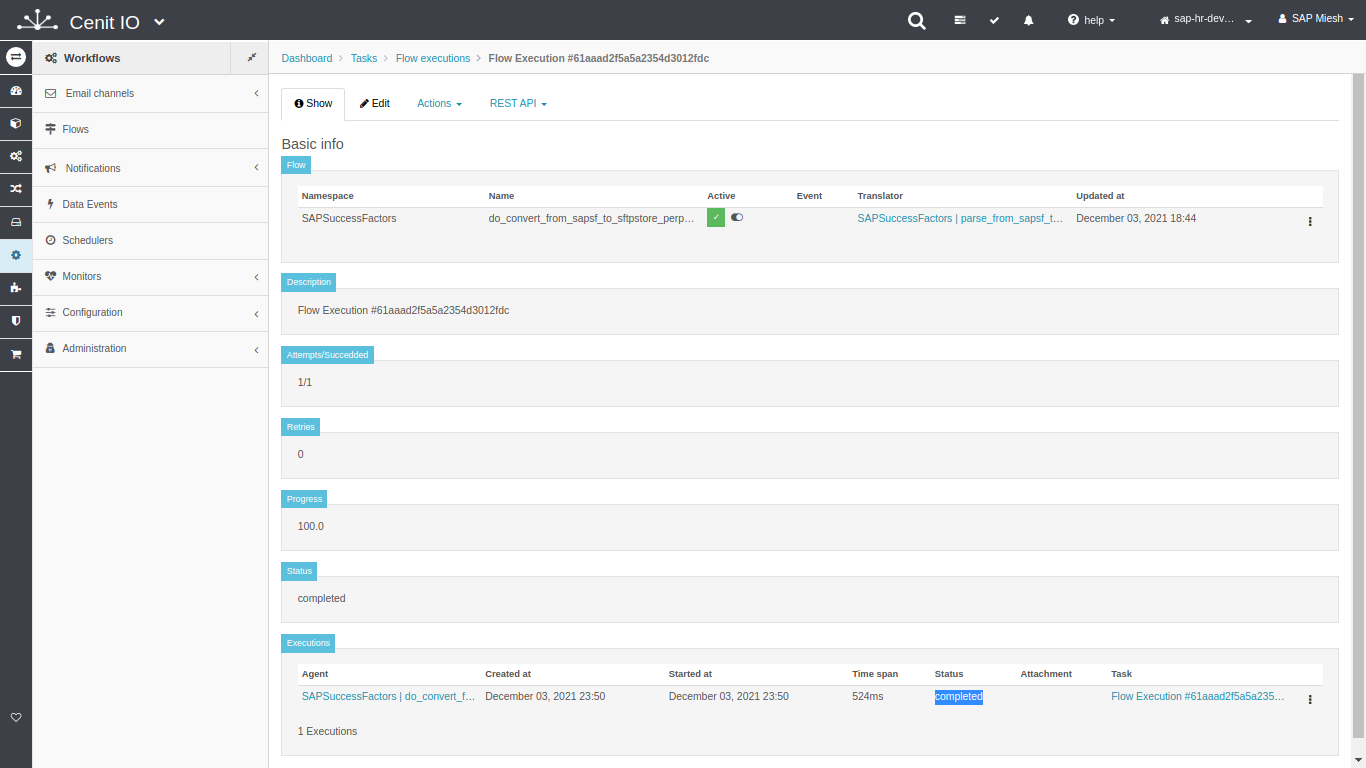 Cenit IO
help
sap-hr-dev...
SAP Miesh
Workflows
Email channels
Flows
Notifications
Data Events
Schedulers
Monitors
Configuration
Administration
Dashboard Tasks Flow executions Flow Execution #61aaad2f5a5a2354d3012fdc
Show Edit Actions REST API
Basic info
Flow
Namespace Name Active Event Translator Updated at
SAPSuccessFactors do_convert_from_sapsf_to_sftpstore_perp... SAPSuccessFactors | parse_from_sapsf_t... December 03, 2021 18:44
Description
Flow Execution #61aaad2f5a5a2354d3012fdc
Attempts/Succedded
1/1
Retries
0
Progress
100.0
Status
completed
Executions
Agent Created at Started at Time span Status Attachment Task
SAPSuccessFactors | do_convert_f... December 03, 2021 23:50 December 03, 2021 23:50 524ms completed Flow Execution #61aaad2f5a5a235...
1 Executions